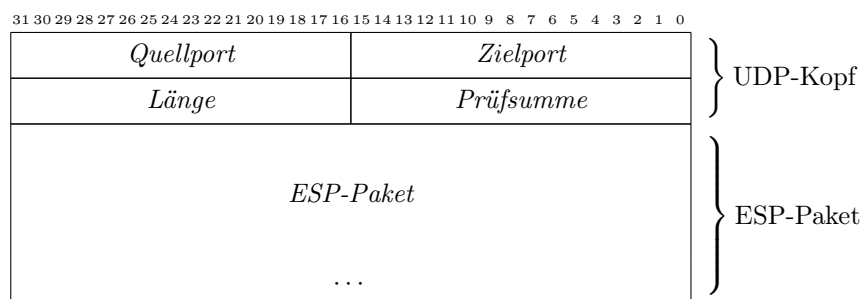 31 30 29 28 27 26 25 24 23 22 21 20 19 18 17 16 15 14 13 12 11 10 9 8 7 6 5 4 3 2 1 0
Quellport Zielport
UDP-Kopf
Länge Prüfsumme
ESP-Paket
ESP-Paket
...